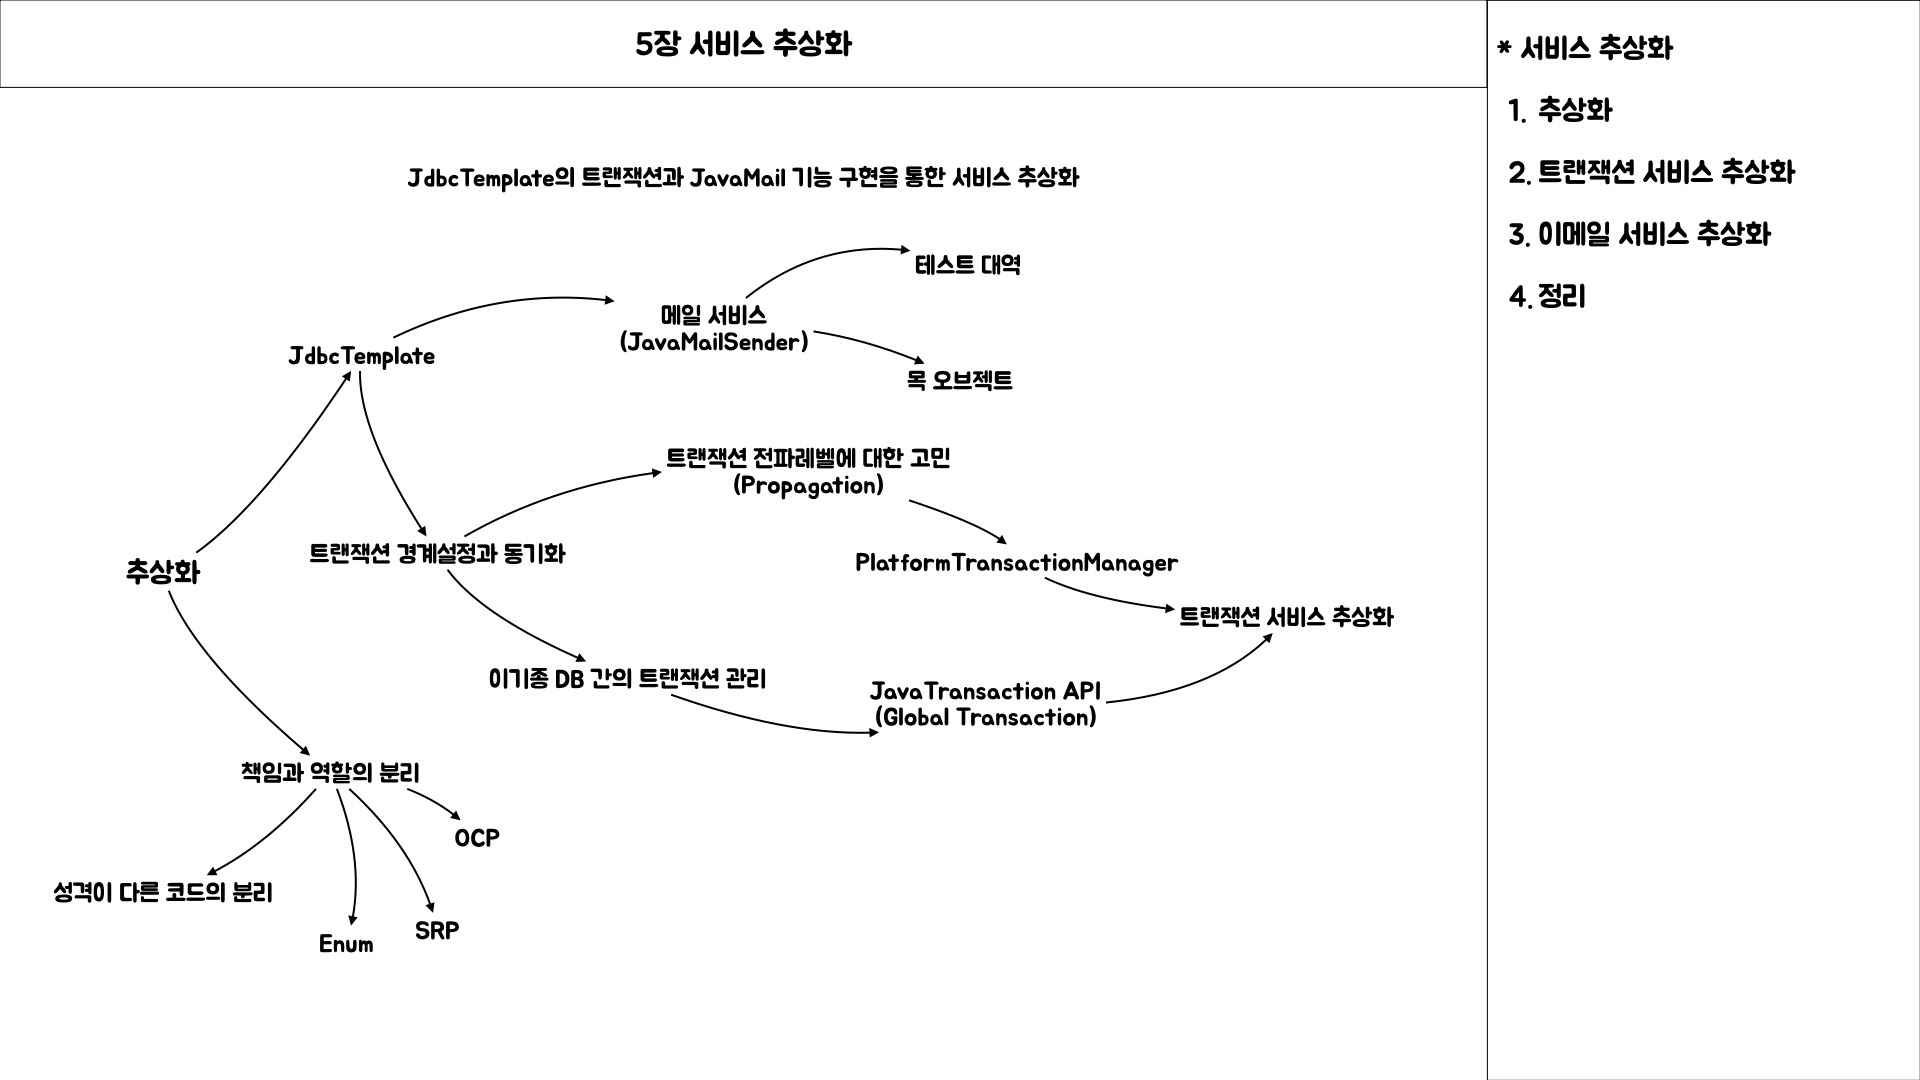 5장 서비스 추상화
JdbcTemplate의 트랜잭션과 JavaMail 기능 구현을 통한 서비스 추상화
테스트 대역
메일 서비스
(JavaMailSender)
JdbcTemplate
목 오브젝트
트랜잭션 전파레벨에 대한 고민
(Propagation)
트랜잭션 경계설정과 동기화
PlatformTransactionManager
추상화
트랜잭션 서비스 추상화
이기종 DB 간의 트랜잭션 관리
JavaTransaction API
(Global Transaction)
책임과 역할의 분리
OCP
성격이 다른 코드의 분리
SRP
Enum
* 서비스 추상화
1. 추상화
2. 트랜잭션 서비스 추상화
3. 이메일 서비스 추상화
4. 정리